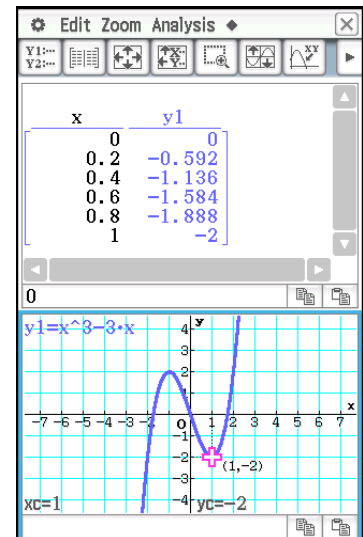 Edit Zoom Analysis ◆
Y1:··· Y2:··· XY
x y1
0 0
0.2 −0.592
0.4 −1.136
0.6 −1.584
0.8 −1.888
1 −2
0
y1=x^3−3·x
y
4
3
2
1
-7 -6 -5 -4 -3 -2 0 1 2 3 4 5 6 7 x
-1
-2
(1,-2)
-3
-4
xc=1 yc=-2